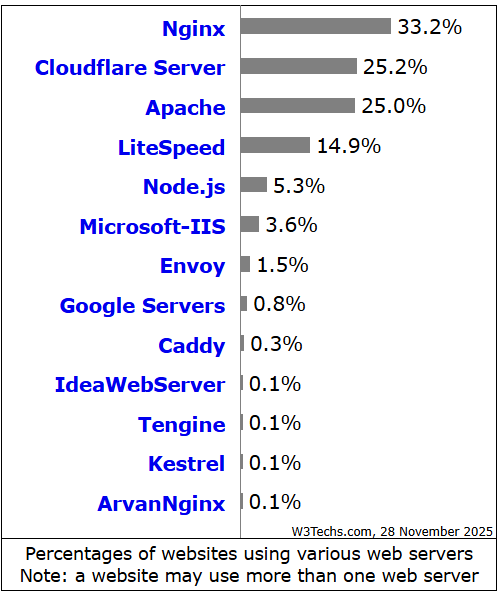 Nginx 33.2%
Cloudflare Server 25.2%
Apache 25.0%
LiteSpeed 14.9%
Node.js 5.3%
Microsoft-IIS 3.6%
Envoy 1.5%
Google Servers 0.8%
Caddy 0.3%
IdeaWebServer 0.1%
Tengine 0.1%
Kestrel 0.1%
ArvanNginx 0.1%
W3Techs.com, 28 November 2025
Percentages of websites using various web servers
Note: a website may use more than one web server